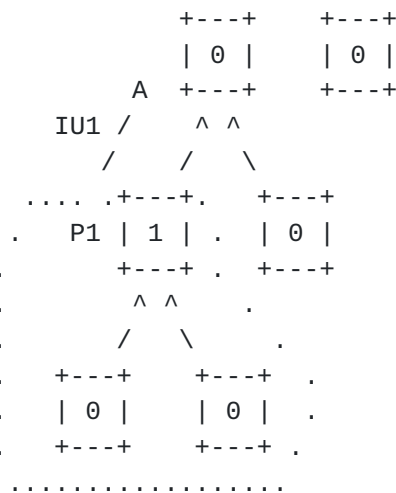 +---+ +---+
| 0 | | 0 |
A +---+ +---+
IU1 / ^ ^
/ / \
.... .+---+. +---+
. P1 | 1 | . | 0 |
. +---+ . +---+
. ^ ^ .
. / \ .
. +---+ +---+ .
. | 0 | | 0 | .
. +---+ +---+ .
..................